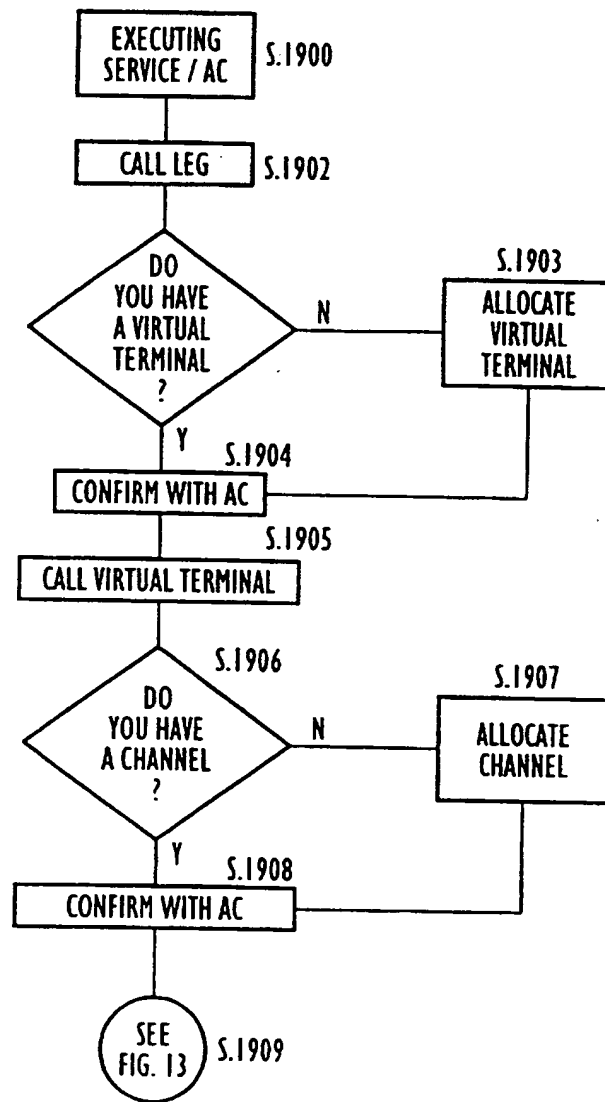 EXECUTING
SERVICE / AC
S.1900
CALL LEG
S.1902
DO
YOU HAVE
A VIRTUAL
TERMINAL
?
N
S.1903
ALLOCATE
VIRTUAL
TERMINAL
Y
S.1904
CONFIRM WITH AC
S.1905
CALL VIRTUAL TERMINAL
S.1906
DO
YOU HAVE
A CHANNEL
?
N
S.1907
ALLOCATE
CHANNEL
Y
S.1908
CONFIRM WITH AC
SEE
FIG. 13
S.1909